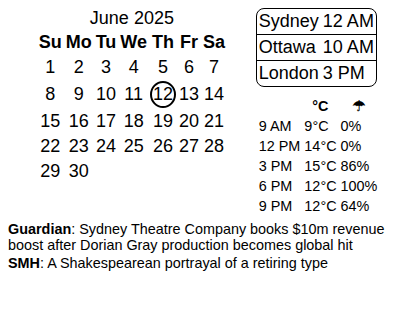 June 2025
Su Mo Tu We Th Fr Sa
1 2 3 4 5 6 7
8 9 10 11 12 13 14
15 16 17 18 19 20 21
22 23 24 25 26 27 28
29 30
Sydney 12 AM
Ottawa 10 AM
London 3 PM
°C ☂
9 AM 9°C 0%
12 PM 14°C 0%
3 PM 15°C 86%
6 PM 12°C 100%
9 PM 12°C 64%
Guardian: Sydney Theatre Company books $10m revenue
boost after Dorian Gray production becomes global hit
SMH: A Shakespearean portrayal of a retiring type